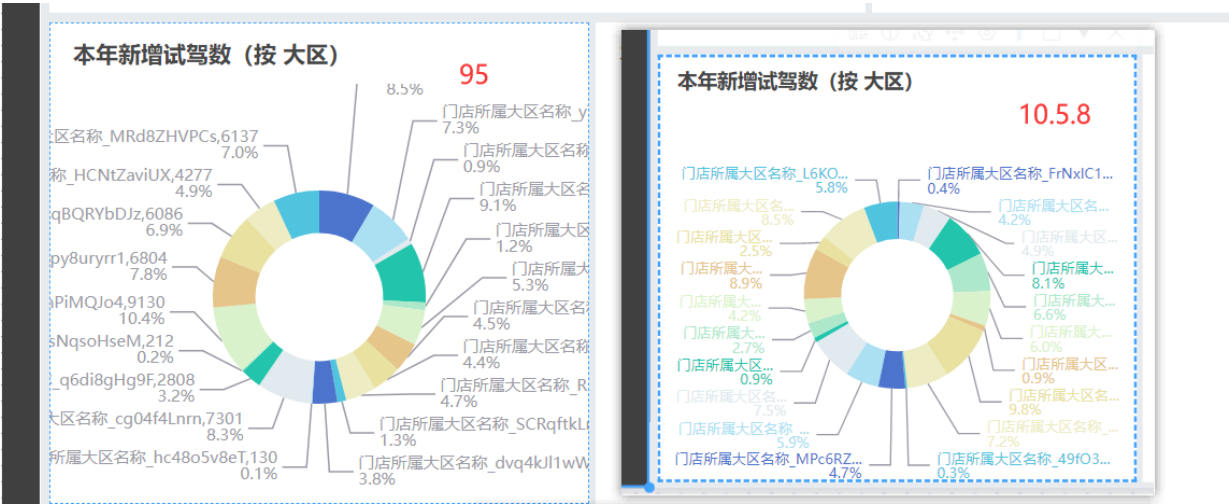 本年新增试驾数（按 大区）
95
8.5%
门店所属大区名称_y
7.3%
区名称_MRd8ZHVPCs,6137
7.0%
门店所属大区名称
0.9%
称_HCNtZaviUX,4277
4.9%
门店所属大区名
9.1%
qBQRYbDJz,6086
6.9%
门店所属大区
1.2%
py8uryrr1,6804
7.8%
门店所属大
5.3%
PiMQJo4,9130
10.4%
门店所属大区名
4.5%
sNqsoHseM,212
0.2%
门店所属大区名称
4.4%
_q6di8gHg9F,2808
3.2%
门店所属大区名称_R
4.7%
区名称_cg04f4Lnrn,7301
8.3%
门店所属大区名称_SCRqftkL
1.3%
所属大区名称_hc48o5v8eT,130
0.1%
门店所属大区名称_dvq4kJl1wW
3.8%
本年新增试驾数（按 大区）
10.5.8
门店所属大区名称_L6KO...
5.8%
门店所属大区名称_FrNxIC1...
0.4%
门店所属大区名...
8.5%
门店所属大区名...
4.2%
门店所属大区...
2.5%
门店所属大区...
4.9%
门店所属大...
8.9%
门店所属大...
8.1%
门店所属大...
4.2%
门店所属大...
6.6%
门店所属大...
2.7%
门店所属大...
6.0%
门店所属大区...
0.9%
门店所属大区...
0.9%
门店所属大区...
7.5%
门店所属大区名...
9.8%
门店所属大区名称_...
5.9%
门店所属大区名称_...
7.2%
门店所属大区名称_MPc6RZ...
4.7%
门店所属大区名称_49fO3...
0.3%